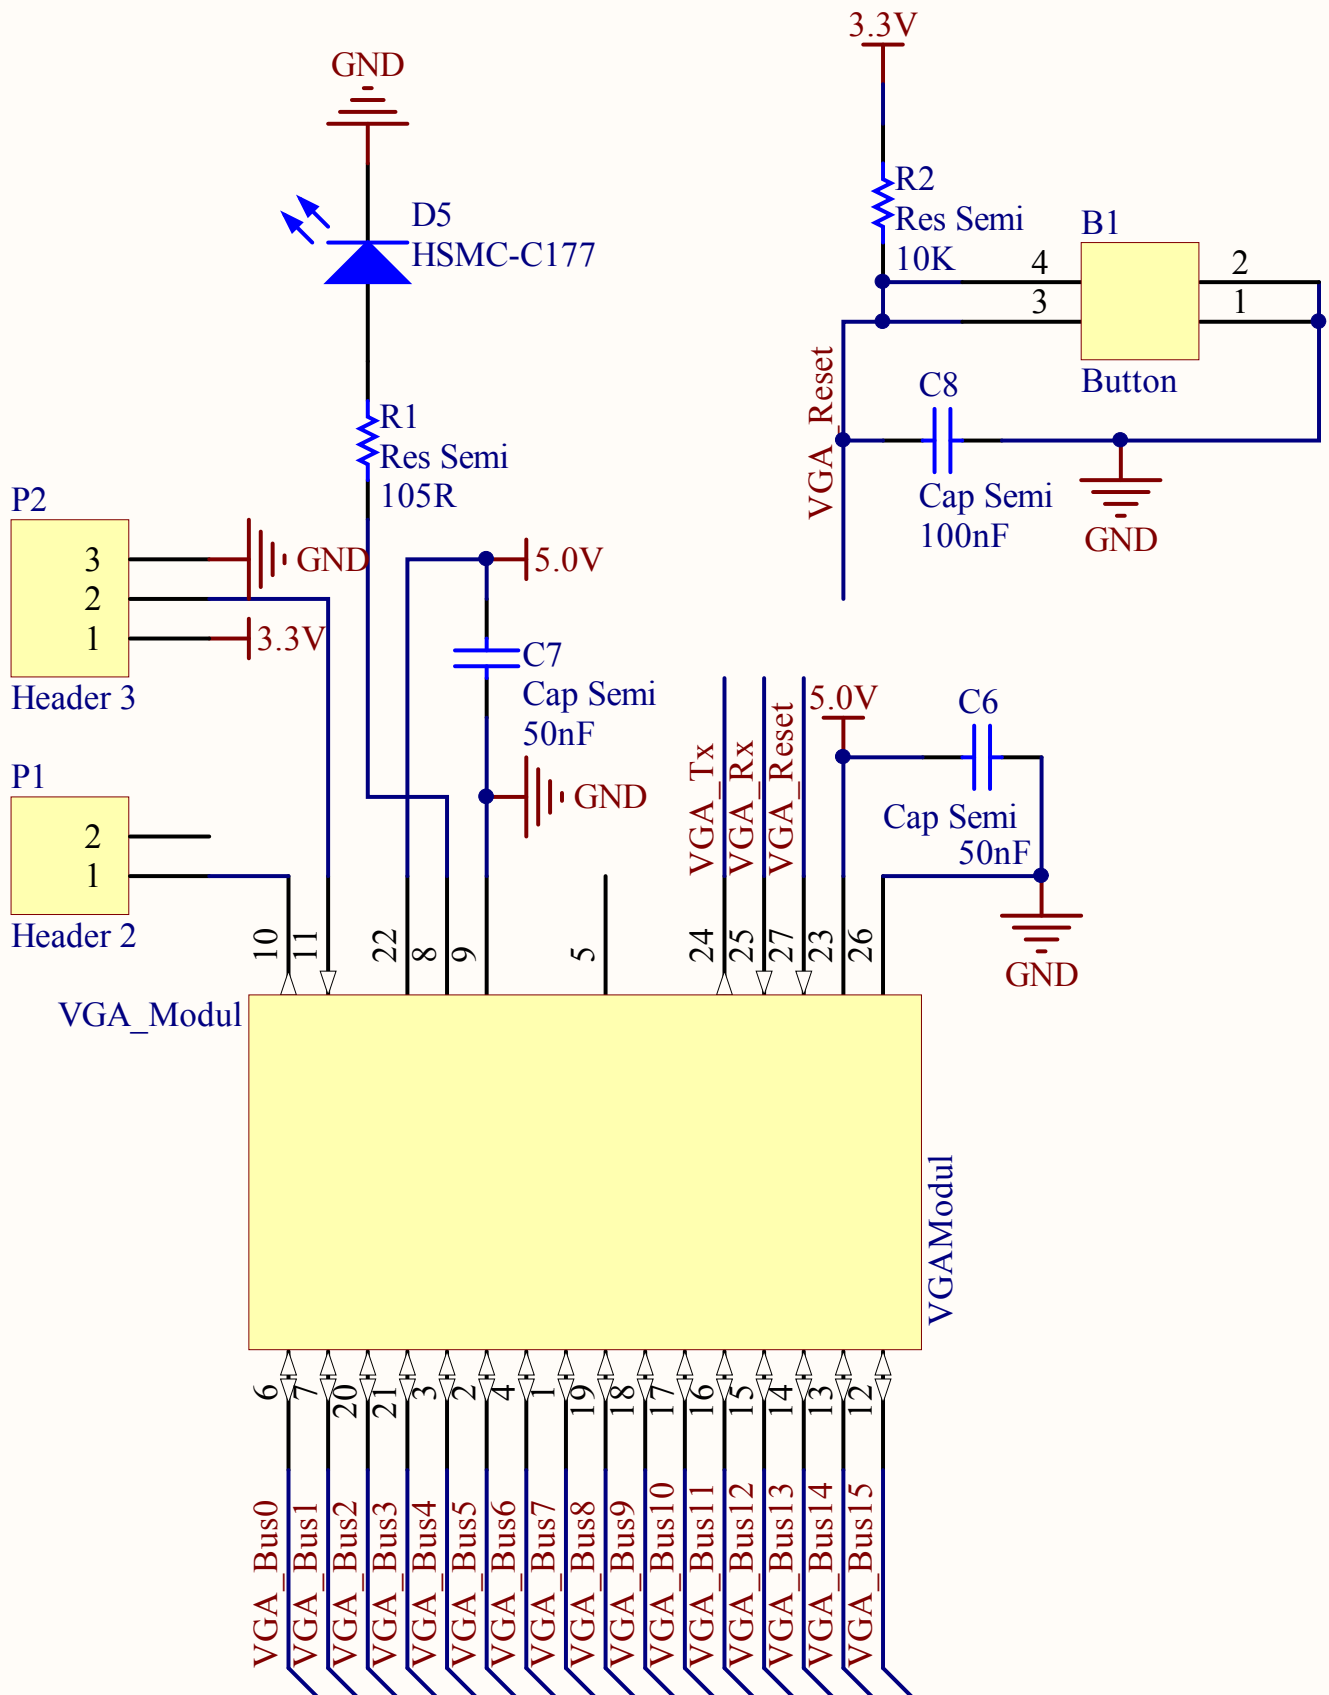 3.3V
GND
R2
Res Semi
10K
D5
HSMC-C177
B1
4
3
2
1
Button
VGA_Reset
C8
Cap Semi
100nF
GND
R1
Res Semi
105R
P2
3
2
1
GND
3.3V
Header 3
5.0V
C7
Cap Semi
50nF
GND
P1
2
1
Header 2
VGA_Tx
VGA_Rx
VGA_Reset
5.0V
C6
Cap Semi
50nF
GND
10
11
22
8
9
5
24
25
27
23
26
VGA_Modul
VGAModul
6
7
20
21
3
2
4
1
19
18
17
16
15
14
13
12
VGA_Bus0
VGA_Bus1
VGA_Bus2
VGA_Bus3
VGA_Bus4
VGA_Bus5
VGA_Bus6
VGA_Bus7
VGA_Bus8
VGA_Bus9
VGA_Bus10
VGA_Bus11
VGA_Bus12
VGA_Bus13
VGA_Bus14
VGA_Bus15